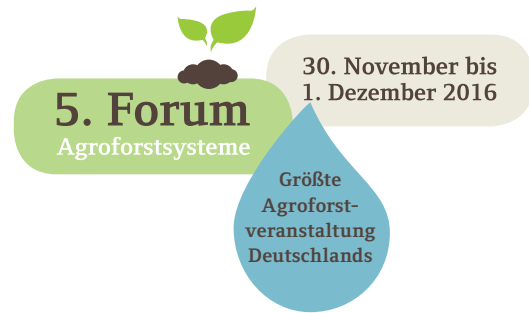 5. Forum
Agroforstsysteme
30. November bis
1. Dezember 2016
Größte
Agroforst-
veranstaltung
Deutschlands